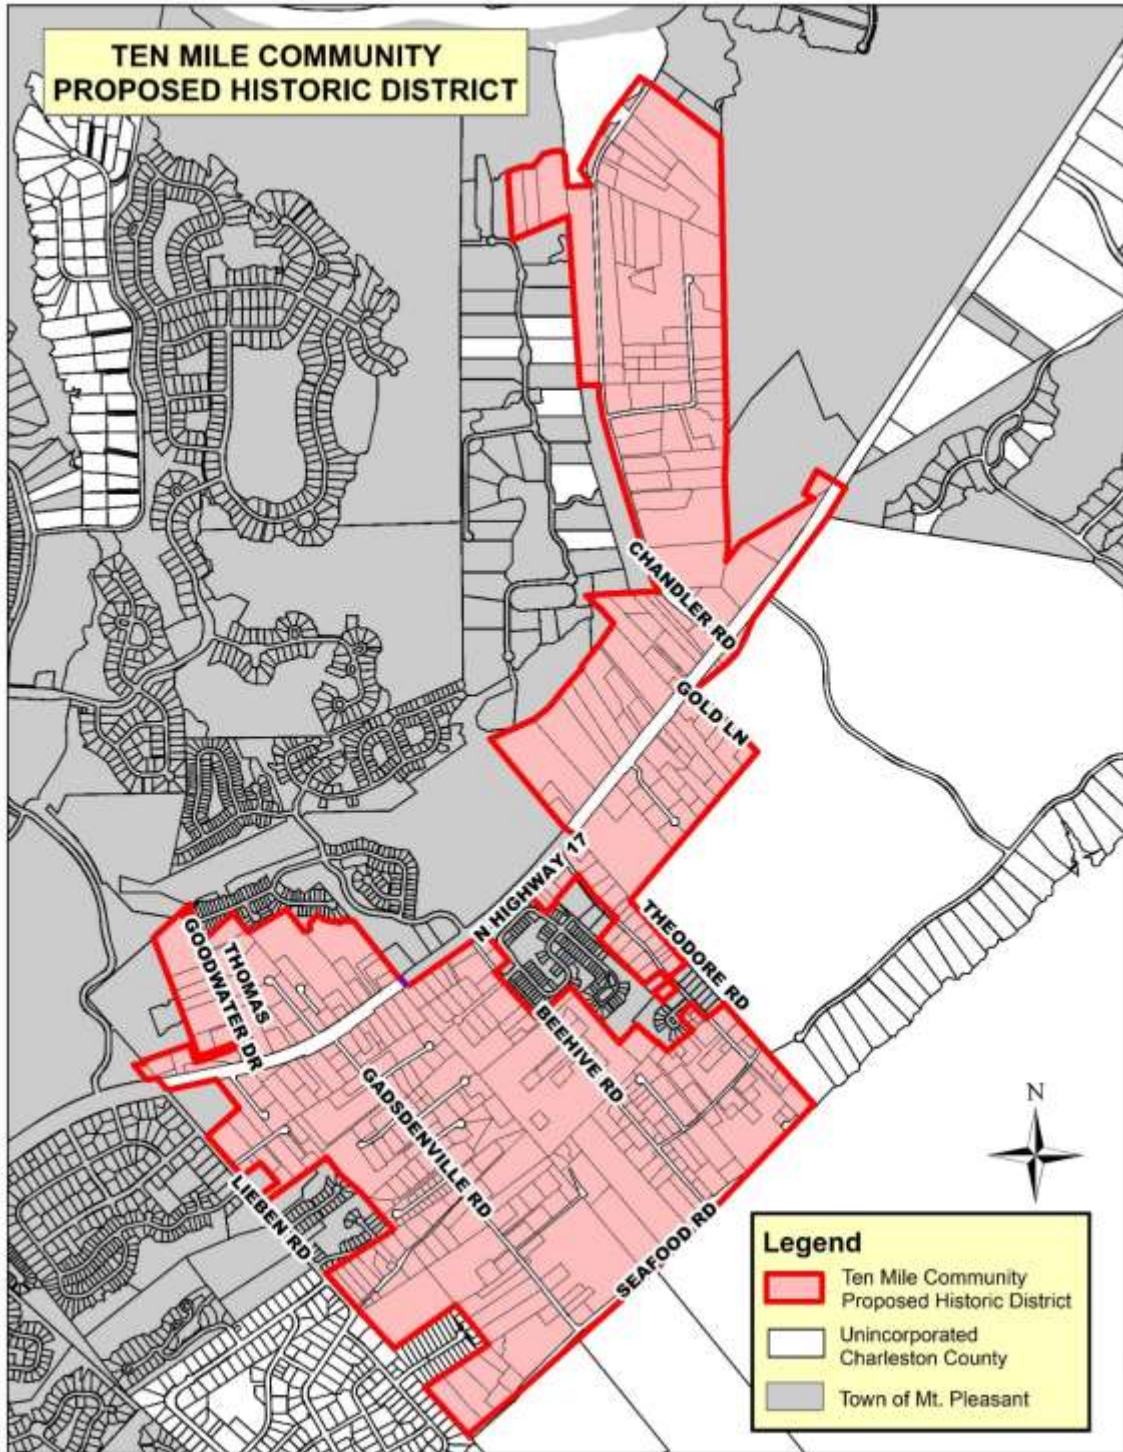 TEN MILE COMMUNITY
PROPOSED HISTORIC DISTRICT
CHANDLER RD
GOLD LN
N HIGHWAY 17
THEODORE RD
THOMAS
GOODWATER DR
BEEHIVE RD
GADSDENVILLE RD
LIEBEN RD
SEAFOOD RD
N
Legend
Ten Mile Community
Proposed Historic District
Unincorporated
Charleston County
Town of Mt. Pleasant